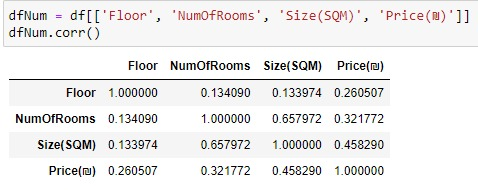 dfNum = df[['Floor', 'NumOfRooms', 'Size(SQM)', 'Price(₪)']]
dfNum.corr()
Floor NumOfRooms Size(SQM) Price(₪)
Floor 1.000000 0.134090 0.133974 0.260507
NumOfRooms 0.134090 1.000000 0.657972 0.321772
Size(SQM) 0.133974 0.657972 1.000000 0.458290
Price(₪) 0.260507 0.321772 0.458290 1.000000